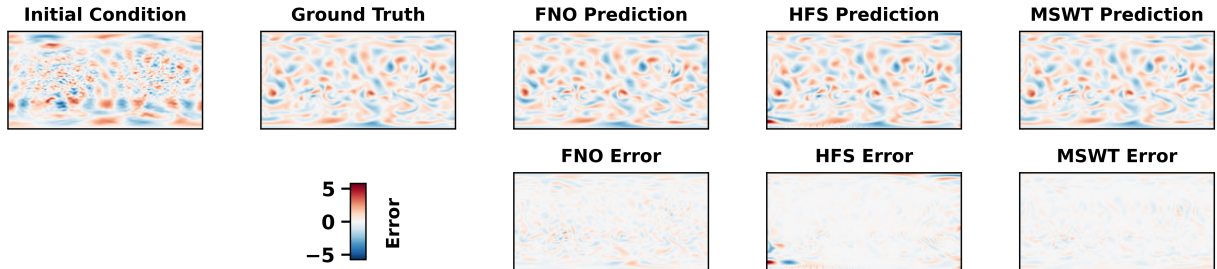 Initial Condition
Ground Truth
FNO Prediction
HFS Prediction
MSWT Prediction
FNO Error
HFS Error
MSWT Error
5
0
−5
Error